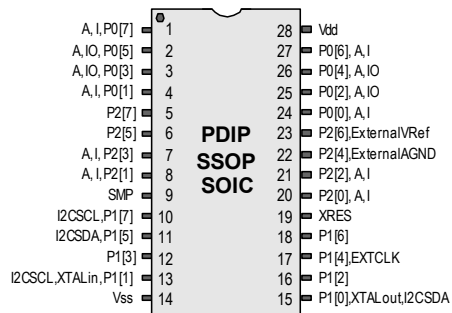 A, I, P0[7] 1 28 Vdd
A, IO, P0[5] 2 27 P0[6], A, I
A, IO, P0[3] 3 26 P0[4], A, IO
A, I, P0[1] 4 25 P0[2], A, IO
P2[7] 5 24 P0[0], A, I
P2[5] 6 PDIP 23 P2[6],ExternalVRef
A, I, P2[3] 7 SSOP 22 P2[4],ExternalAGND
A, I, P2[1] 8 SOIC 21 P2[2], A, I
SMP 9 20 P2[0], A, I
I2CSCL, P1[7] 10 19 XRES
I2CSDA, P1[5] 11 18 P1[6]
P1[3] 12 17 P1[4], EXTCLK
I2CSCL, XTALin, P1[1] 13 16 P1[2]
Vss 14 15 P1[0], XTALout, I2CSDA